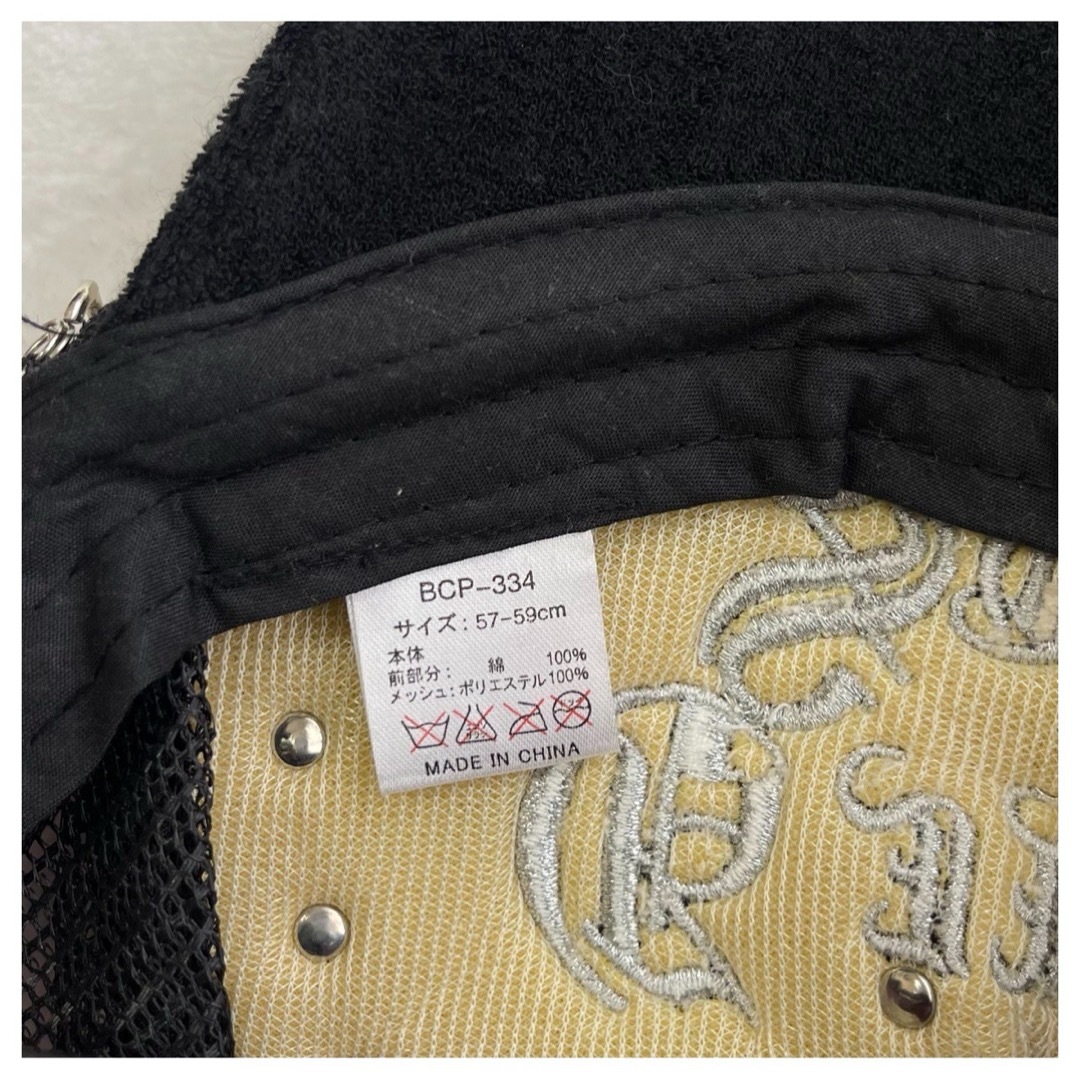 BCP-334
サイズ: 57-59cm
本体
前部分: 綿 100%
メッシュ: ポリエステル100%
MADE IN CHINA